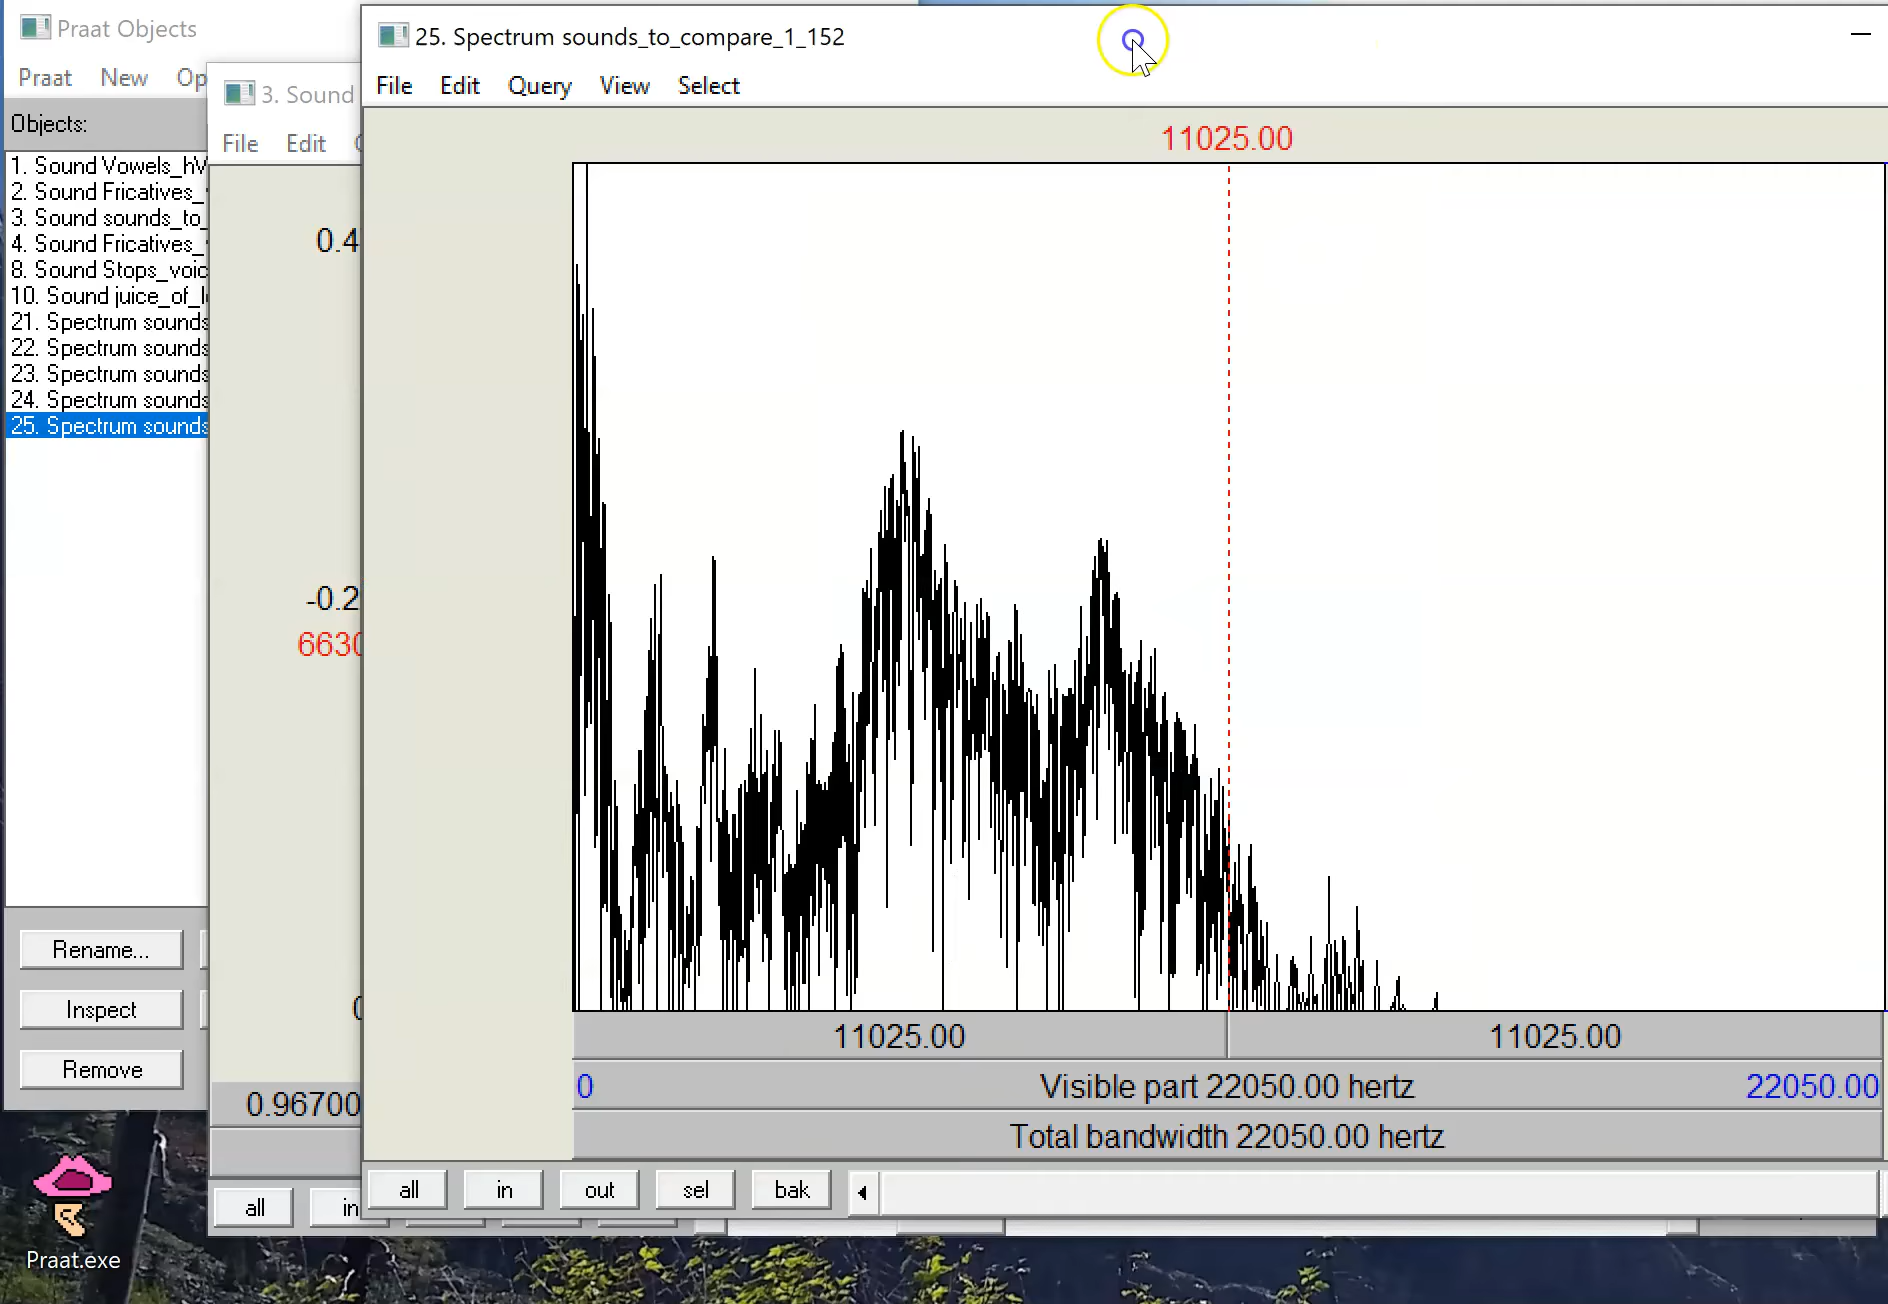 Praat Objects
Praat New Op
Objects:
1. Sound Vowels_hV
2. Sound Fricatives_
3. Sound sounds_to_
4. Sound Fricatives_
8. Sound Stops_voic
10. Sound juice_of_l
21. Spectrum sounds
22. Spectrum sounds
23. Spectrum sounds
24. Spectrum sounds
25. Spectrum sounds
Rename...
Inspect
Remove
Praat.exe
3. Sound
File Edit
0.4
-0.2
6630
0.96700
all in
25. Spectrum sounds_to_compare_1_152
File Edit Query View Select
11025.00
11025.00 11025.00
0 Visible part 22050.00 hertz 22050.00
Total bandwidth 22050.00 hertz
all in out sel bak